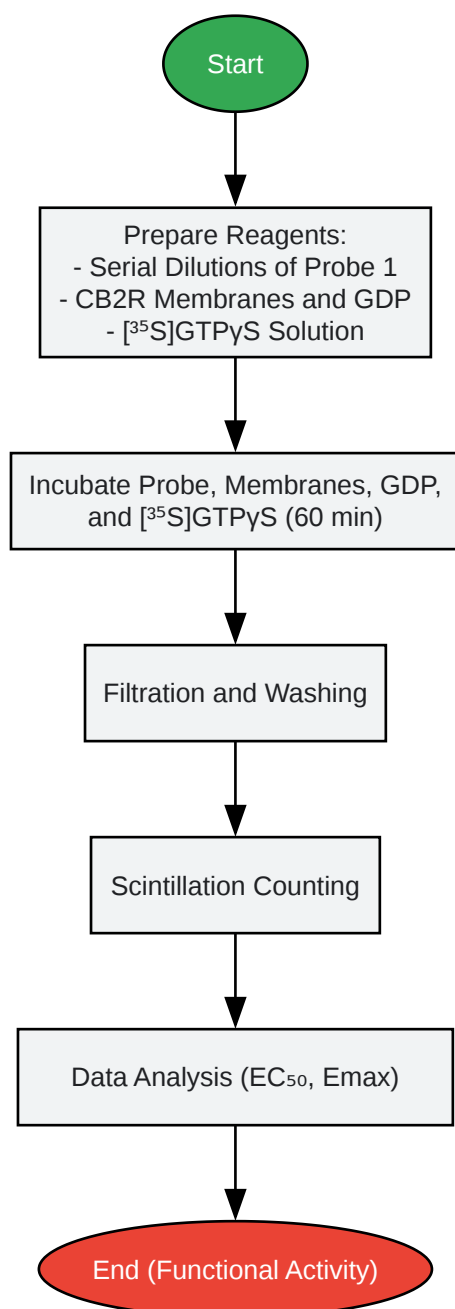 Start
Prepare Reagents:
- Serial Dilutions of Probe 1
- CB2R Membranes and GDP
- [³⁵S]GTPγS Solution
Incubate Probe, Membranes, GDP,
and [³⁵S]GTPγS (60 min)
Filtration and Washing
Scintillation Counting
Data Analysis (EC₅₀, Emax)
End (Functional Activity)